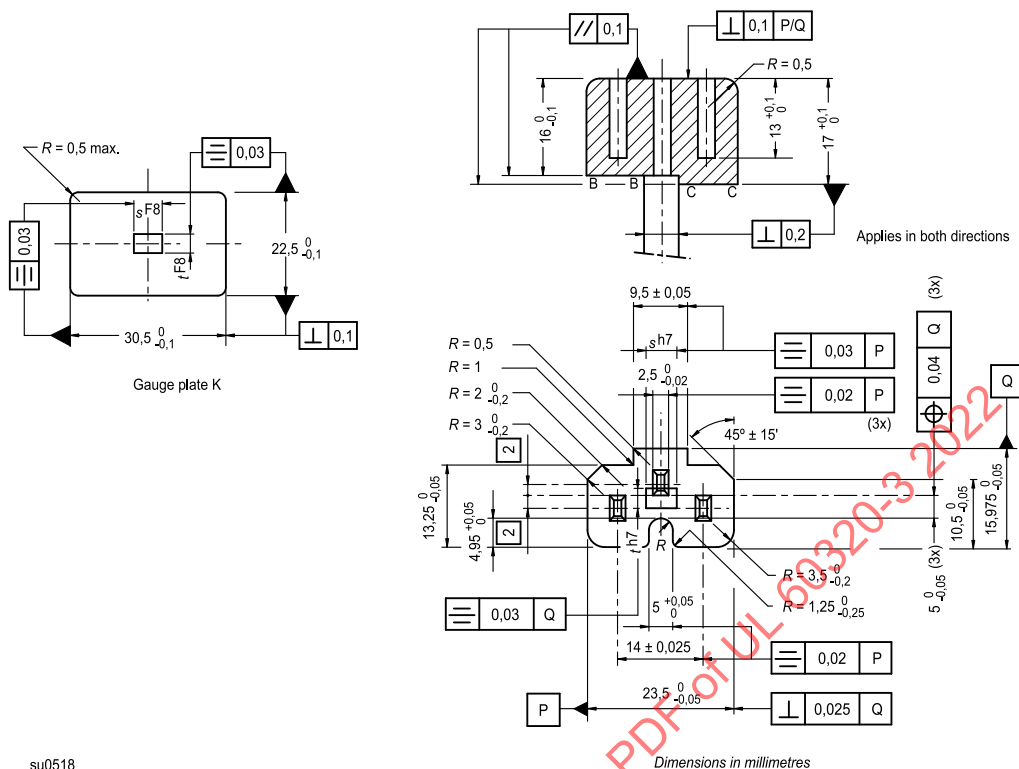 // 0,1
⊥ 0,1 P/Q
R = 0,5
16 0 -0,1
13 +0,1 0
17 +0,1 0
B B C C
⊥ 0,2
Applies in both directions
R = 0,5 max.
⌯ 0,03
⌯ 0,03
s F8
t F8
22,5 0 -0,1
30,5 0 -0,1
⊥ 0,1
Gauge plate K
9,5 ± 0,05
R = 0,5
s h7
⌯ 0,03 P
R = 1
2,5 0 -0,02
⌯ 0,02 P
(3x)
R = 2 0 -0,2
R = 3 0 -0,2
45° ± 15'
⌖ 0,04 Q (3x)
Q
2
2
13,25 0 -0,05
4,95 +0,05 0
t h7
R
10,5 0 -0,05
15,975 0 -0,05
5 0 -0,05 (3x)
R = 3,5 0 -0,2
R = 1,25 0 -0,25
⌯ 0,03 Q
5 +0,05 0
14 ± 0,025
⌯ 0,02 P
P
23,5 0 -0,05
⊥ 0,025 Q
PDF of UL 60320-3 2022
su0518
Dimensions in millimetres